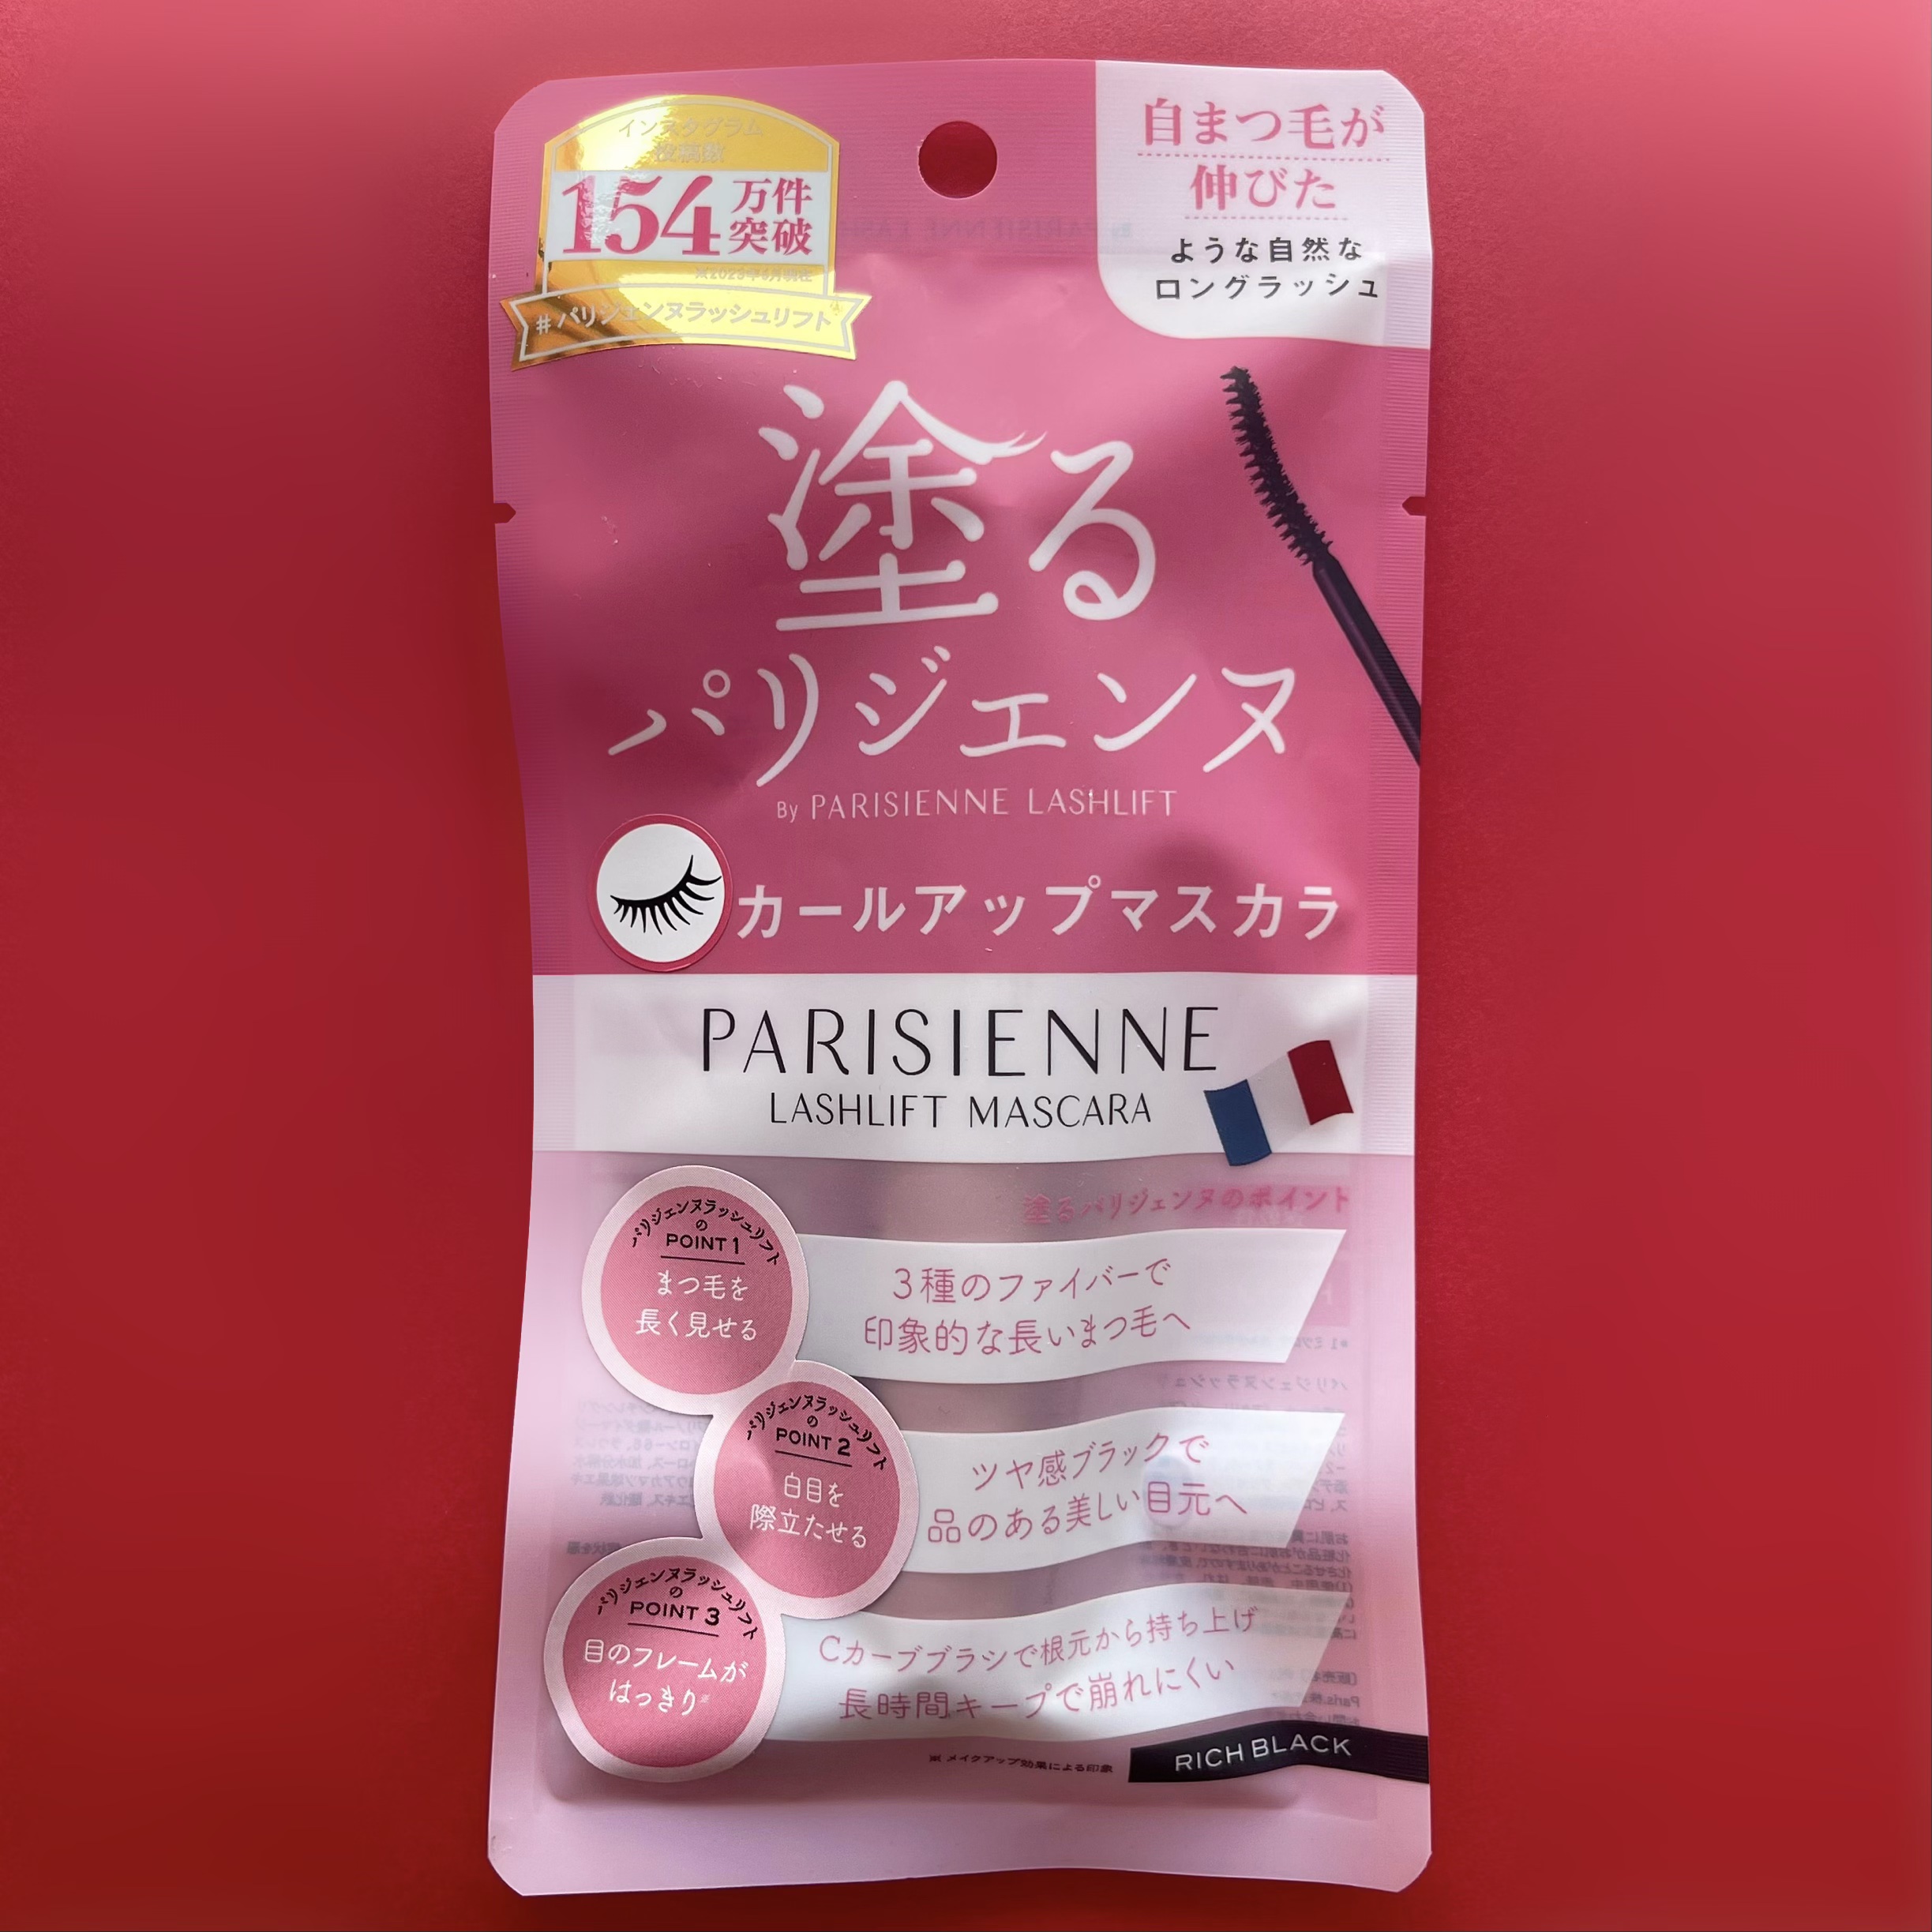 インスタグラム
投稿数
154万件
突破
※2023年6月現在
#パリジェンヌラッシュリフト
自まつ毛が
伸びた
ような自然な
ロングラッシュ
塗る
パリジェンヌ
By PARISIENNE LASHLIFT
カールアップマスカラ
PARISIENNE
LASHLIFT MASCARA
塗るパリジェンヌのポイント
パリジェンヌラッシュリフト
の
POINT 1
まつ毛を
長く見せる
3種のファイバーで
印象的な長いまつ毛へ
パリジェンヌラッシュリフト
の
POINT 2
白目を
際立たせる
ツヤ感ブラックで
品のある美しい目元へ
パリジェンヌラッシュリフト
の
POINT 3
目のフレームが
はっきり※
Cカーブブラシで根元から持ち上げ
長時間キープで崩れにくい
※ メイクアップ効果による印象
RICH BLACK